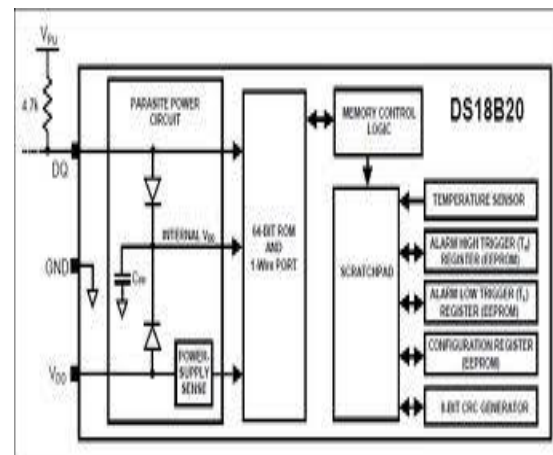 VPU
4.7k
PARASITE POWER
CIRCUIT
DQ
INTERNAL VDD
GND
CPP
VDD
POWER-
SUPPLY
SENSE
64-BIT ROM
AND
1-Wire PORT
MEMORY CONTROL
LOGIC
DS18B20
SCRATCHPAD
TEMPERATURE SENSOR
ALARM HIGH TRIGGER (TH)
REGISTER (EEPROM)
ALARM LOW TRIGGER (TL)
REGISTER (EEPROM)
CONFIGURATION REGISTER
(EEPROM)
8-BIT CRC GENERATOR